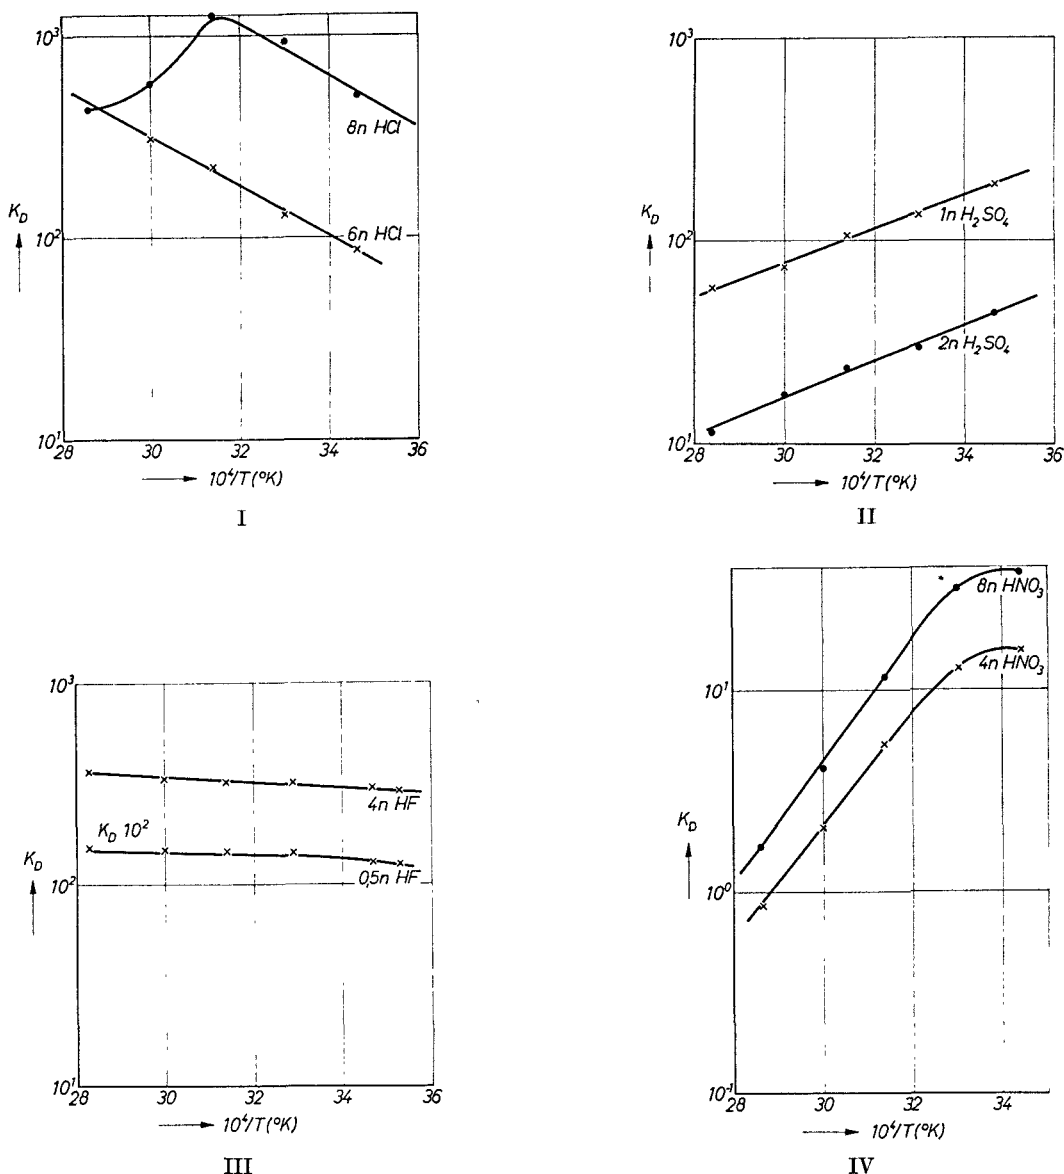 10³
8n HCl
K_D
10²
6n HCl
10¹
28 30 32 34 36
10⁴/T(°K)
I
10³
1n H₂SO₄
K_D
10²
2n H₂SO₄
10¹
28 30 32 34 36
10⁴/T(°K)
II
10³
4n HF
K_D 10²
K_D
10²
0,5n HF
10¹
28 30 32 34 36
10⁴/T(°K)
III
8n HNO₃
4n HNO₃
10¹
K_D
10⁰
10⁻¹
28 30 32 34
10⁴/T(°K)
IV